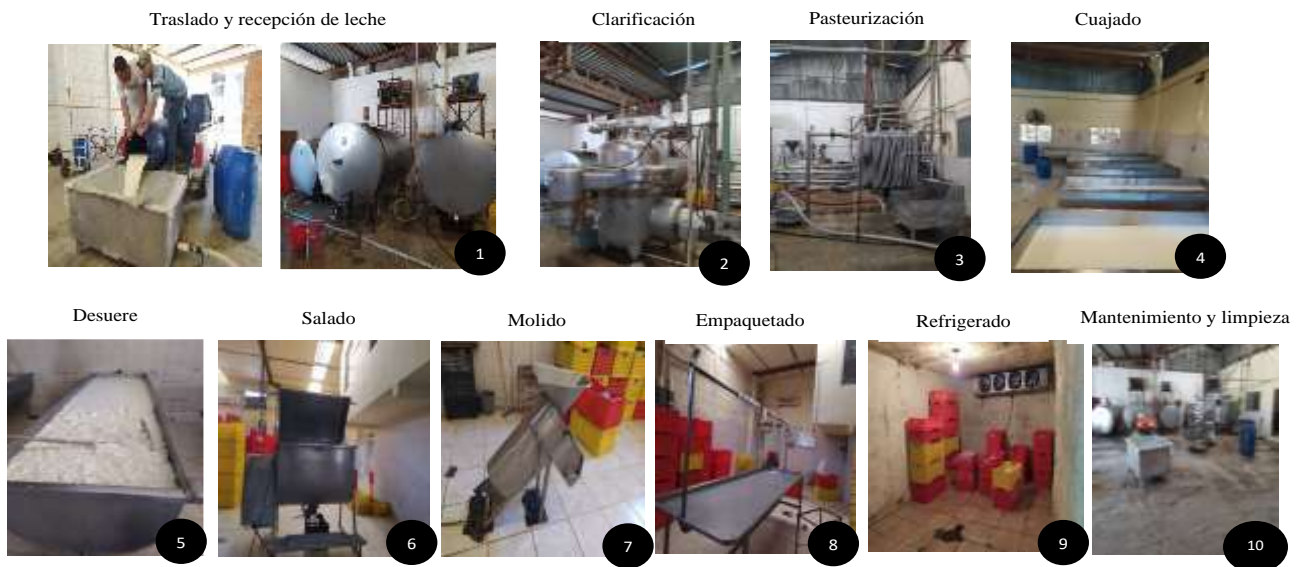 Traslado y recepción de leche
Clarificación
Pasteurización
Cuajado
1
2
3
4
Desuere
Salado
Molido
Empaquetado
Refrigerado
Mantenimiento y limpieza
5
6
7
8
9
10